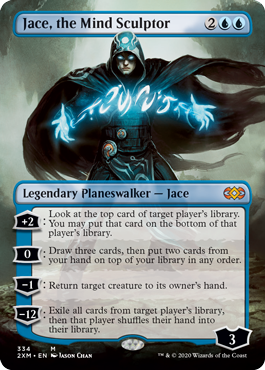 Jace, the Mind Sculptor 2
Legendary Planeswalker — Jace
+2 : Look at the top card of target player's library.
You may put that card on the bottom of that
player's library.
0 : Draw three cards, then put two cards from
your hand on top of your library in any order.
−1 : Return target creature to its owner's hand.
−12 : Exile all cards from target player's library,
then that player shuffles their hand into
their library.
3
334 M
2XM • EN Jason Chan
™ & © 2020 Wizards of the Coast